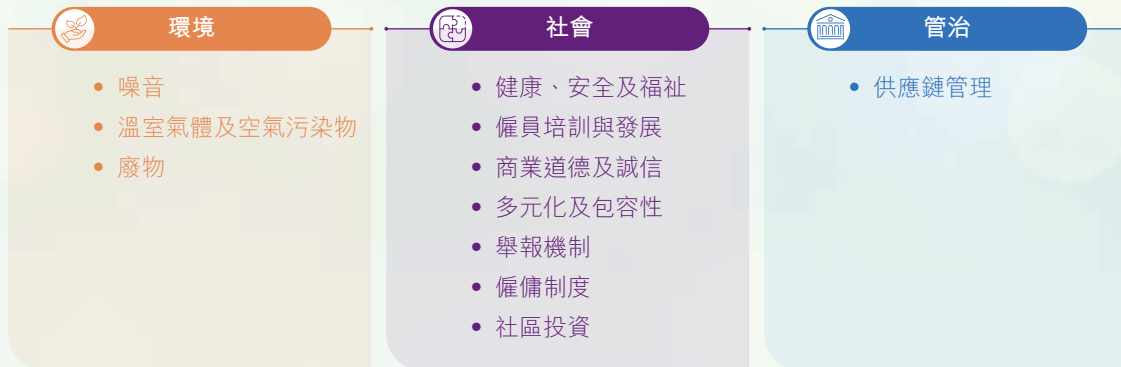 環境
噪音
溫室氣體及空氣污染物
廢物
社會
健康、安全及福祉
僱員培訓與發展
商業道德及誠信
多元化及包容性
舉報機制
僱傭制度
社區投資
管治
供應鏈管理